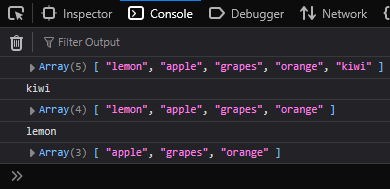 Inspector Console Debugger Network
Filter Output
Array(5) [ "lemon", "apple", "grapes", "orange", "kiwi" ]
kiwi
Array(4) [ "lemon", "apple", "grapes", "orange" ]
lemon
Array(3) [ "apple", "grapes", "orange" ]
»